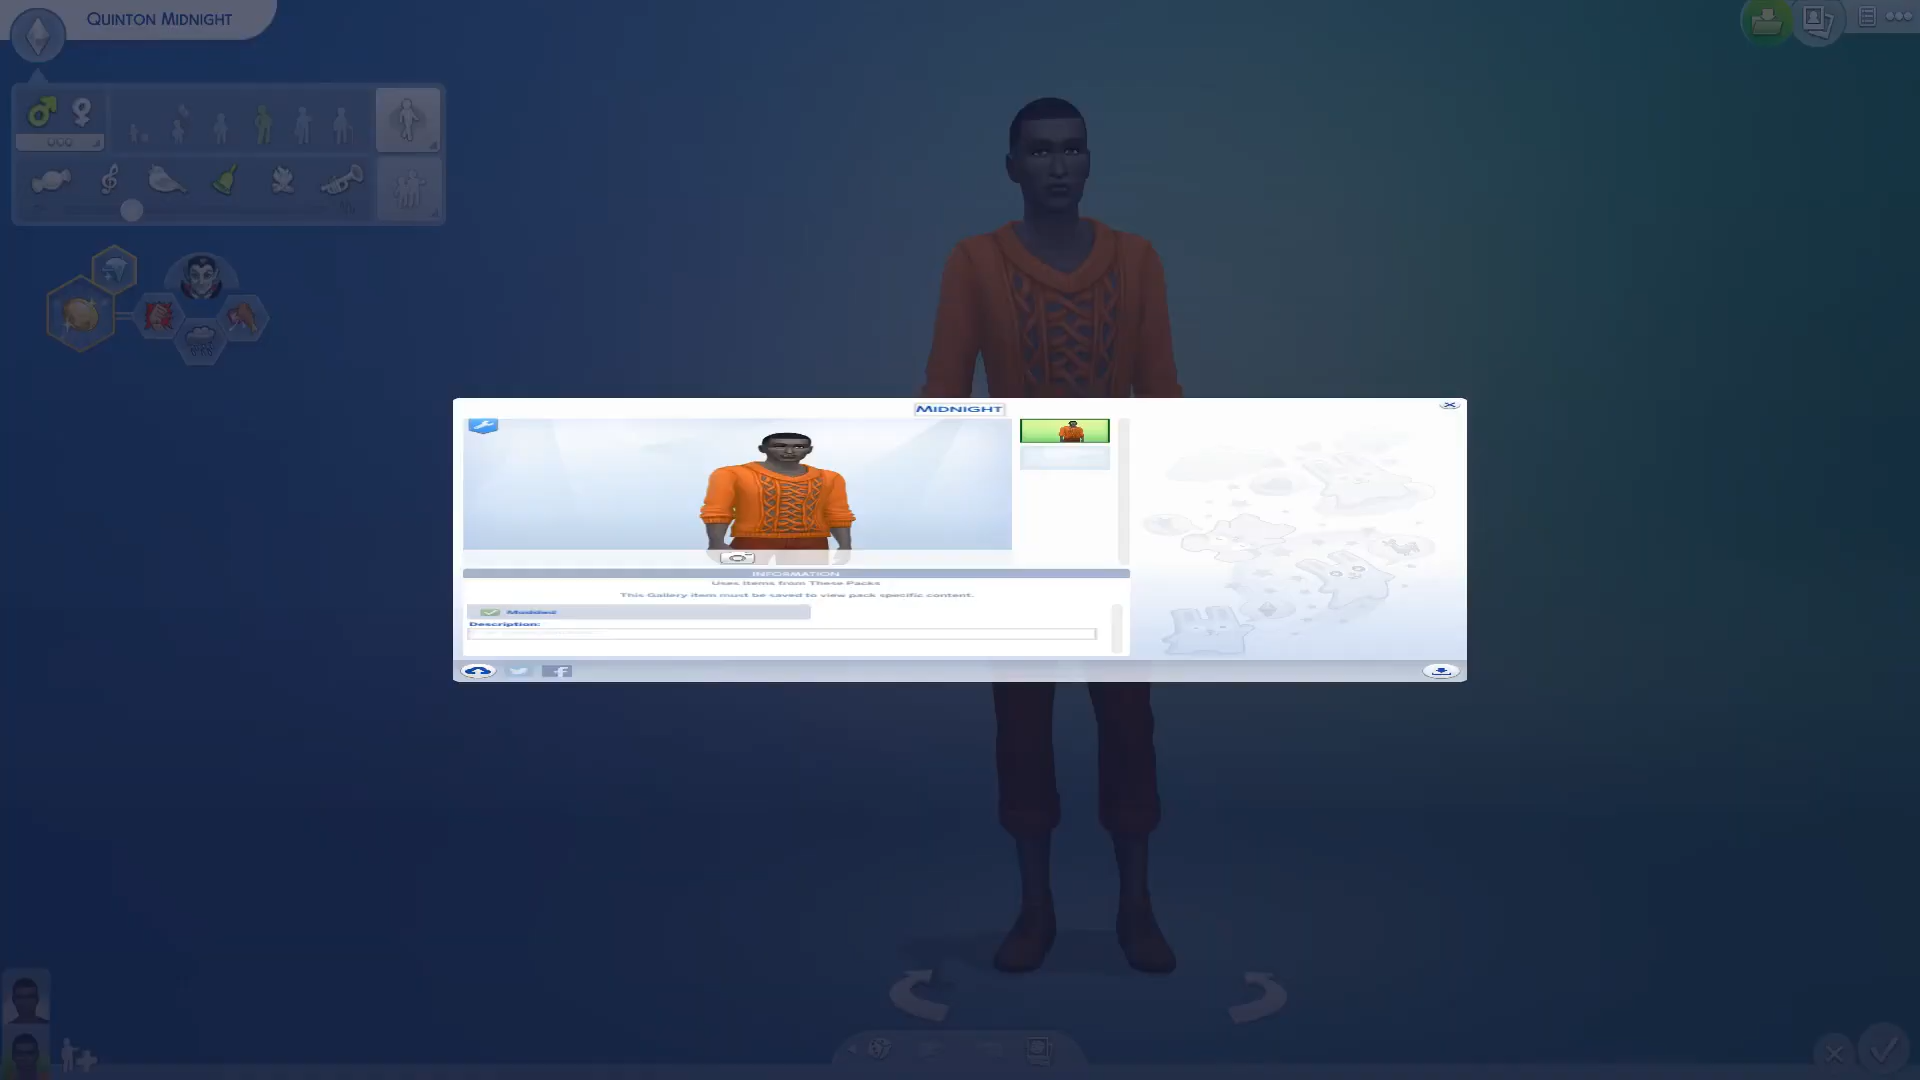 Quinton Midnight
Midnight
Information
Uses Items from These Packs
This Gallery item must be saved to view pack specific content.
Modded
Description: